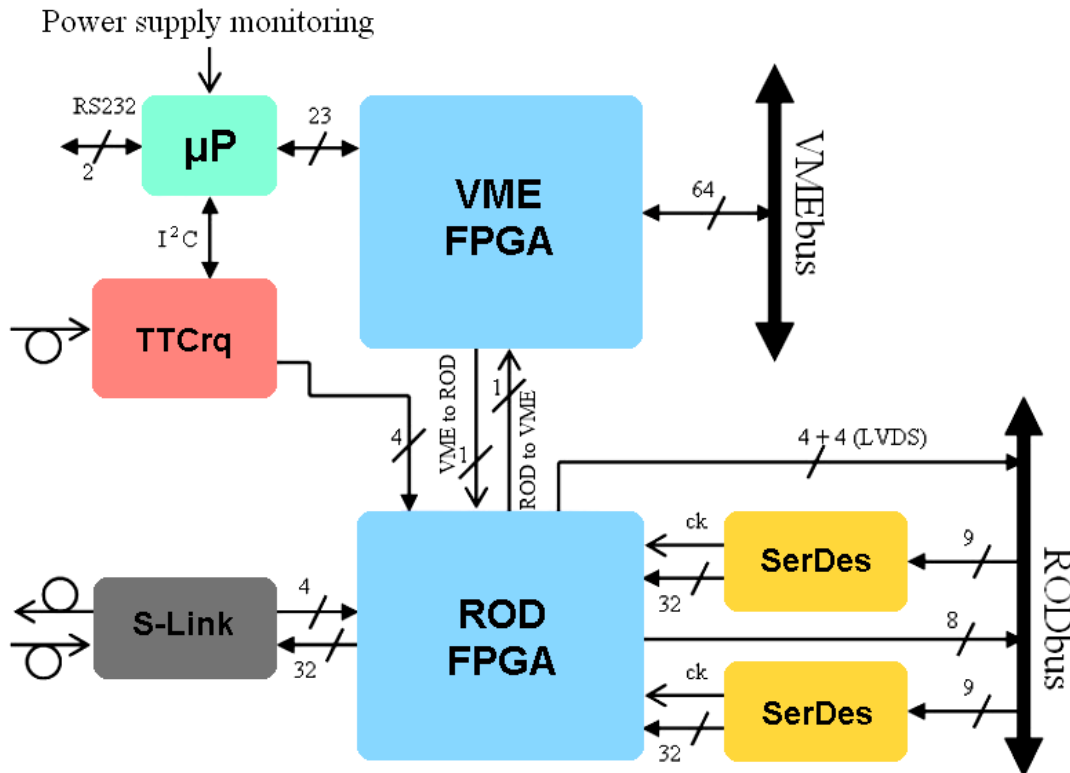 Power supply monitoring
RS232
2
µP
23
VME
FPGA
64
VMEbus
I²C
TTCrq
4
VME to ROD
1
1
ROD to VME
4 + 4 (LVDS)
ck
SerDes
9
32
S-Link
4
32
ROD
FPGA
8
RODbus
ck
SerDes
9
32